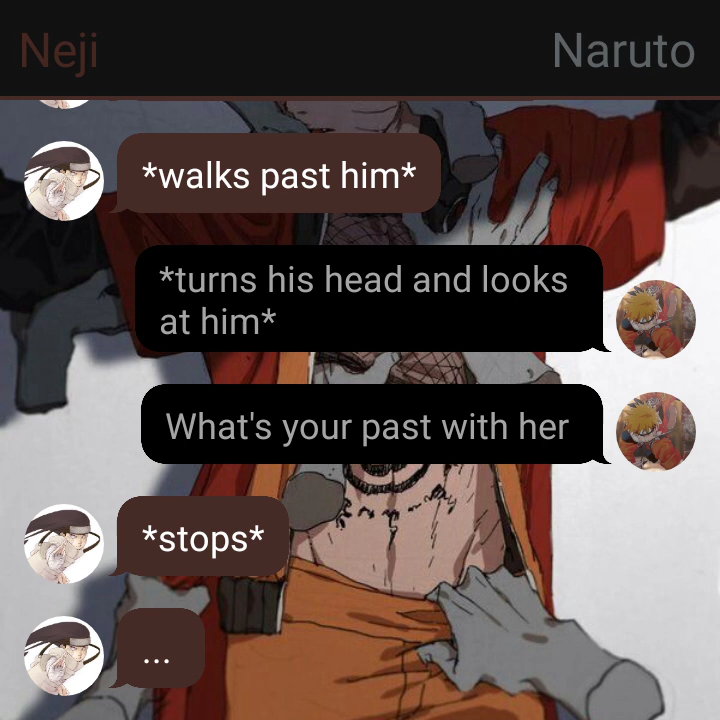 Neji
Naruto
*walks past him*
*turns his head and looks
at him*
What's your past with her
*stops*
...